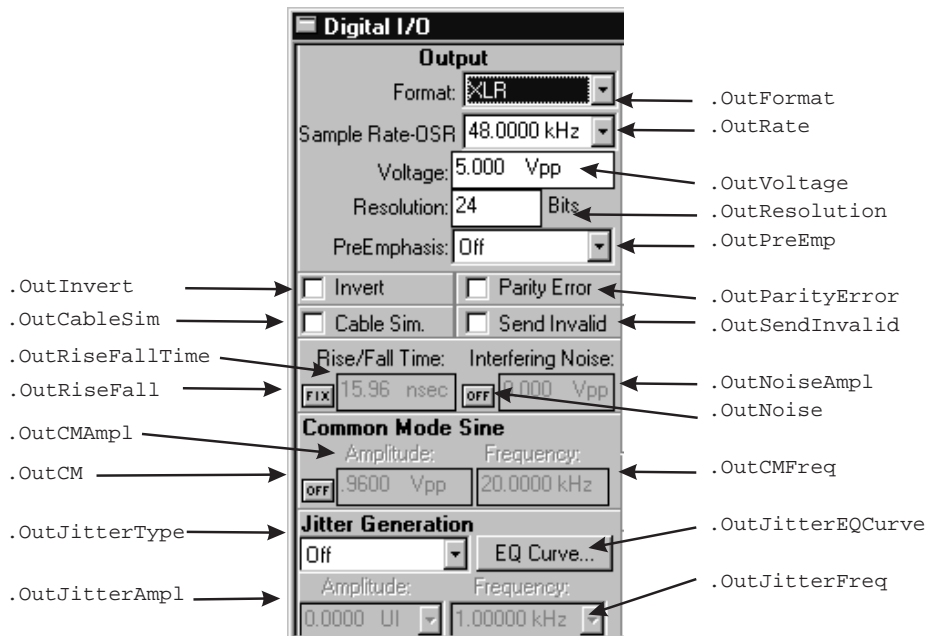 Digital I/O
Output
Format: XLR .OutFormat
Sample Rate-OSR 48.0000 kHz .OutRate
Voltage: 5.000 Vpp .OutVoltage
Resolution: 24 Bits .OutResolution
PreEmphasis: Off .OutPreEmp
.OutInvert Invert Parity Error .OutParityError
.OutCableSim Cable Sim. Send Invalid .OutSendInvalid
.OutRiseFallTime Rise/Fall Time: Interfering Noise:
.OutRiseFall FIX 15.96 nsec OFF 0.000 Vpp .OutNoiseAmpl
.OutNoise
.OutCMAmpl Common Mode Sine
Amplitude: Frequency:
.OutCM OFF .9600 Vpp 20.0000 kHz .OutCMFreq
Jitter Generation
.OutJitterType Off EQ Curve... .OutJitterEQCurve
Amplitude: Frequency: .OutJitterFreq
.OutJitterAmpl 0.0000 UI 1.00000 kHz